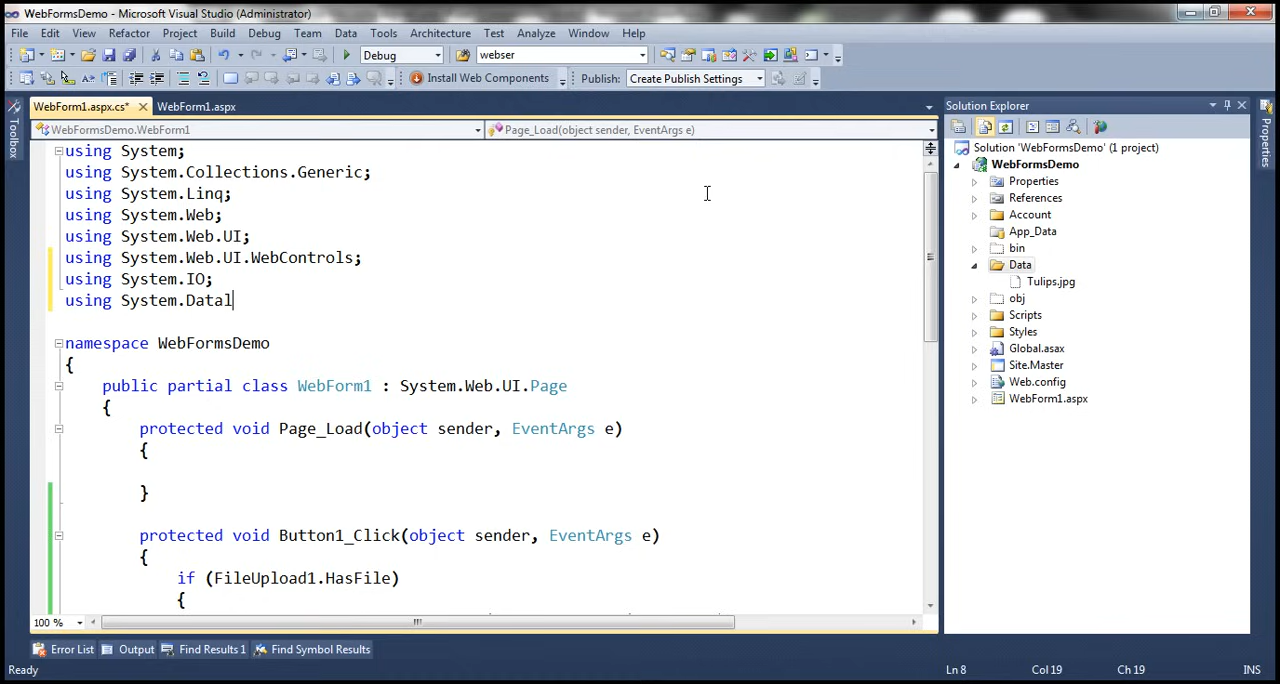 WebFormsDemo - Microsoft Visual Studio (Administrator)
File Edit View Refactor Project Build Debug Team Data Tools Architecture Test Analyze Window Help
Debug webser
Install Web Components Publish: Create Publish Settings
WebForm1.aspx.cs* WebForm1.aspx
WebFormsDemo.WebForm1 Page_Load(object sender, EventArgs e)
Toolbox
using System;
using System.Collections.Generic;
using System.Linq;
using System.Web;
using System.Web.UI;
using System.Web.UI.WebControls;
using System.IO;
using System.Data
namespace WebFormsDemo
{
public partial class WebForm1 : System.Web.UI.Page
{
protected void Page_Load(object sender, EventArgs e)
{
}
protected void Button1_Click(object sender, EventArgs e)
{
if (FileUpload1.HasFile)
{
100 %
Solution Explorer
Solution 'WebFormsDemo' (1 project)
WebFormsDemo
Properties
References
Account
App_Data
bin
Data
Tulips.jpg
obj
Scripts
Styles
Global.asax
Site.Master
Web.config
WebForm1.aspx
Properties
Error List Output Find Results 1 Find Symbol Results
Ready Ln 8 Col 19 Ch 19 INS